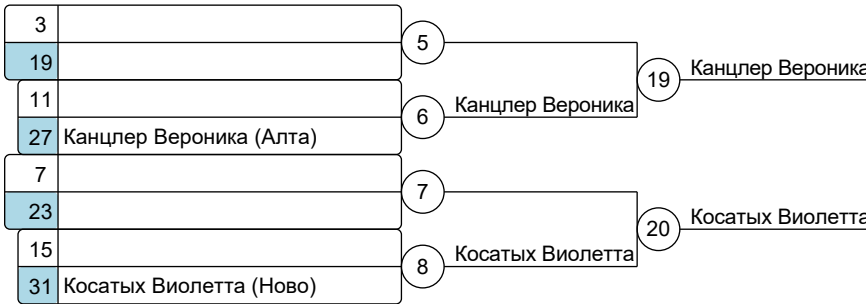 3
19
5
11
27 Канцлер Вероника (Алта)
6
Канцлер Вероника
19
Канцлер Вероника
7
23
7
15
31 Косатых Виолетта (Ново)
8
Косатых Виолетта
20
Косатых Виолетта